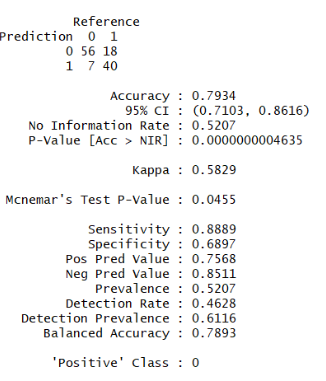 Reference
Prediction 0 1
0 56 18
1 7 40
Accuracy : 0.7934
95% CI : (0.7103, 0.8616)
No Information Rate : 0.5207
P-Value [Acc > NIR] : 0.0000000004635
Kappa : 0.5829
Mcnemar's Test P-Value : 0.0455
Sensitivity : 0.8889
Specificity : 0.6897
Pos Pred Value : 0.7568
Neg Pred Value : 0.8511
Prevalence : 0.5207
Detection Rate : 0.4628
Detection Prevalence : 0.6116
Balanced Accuracy : 0.7893
'Positive' Class : 0